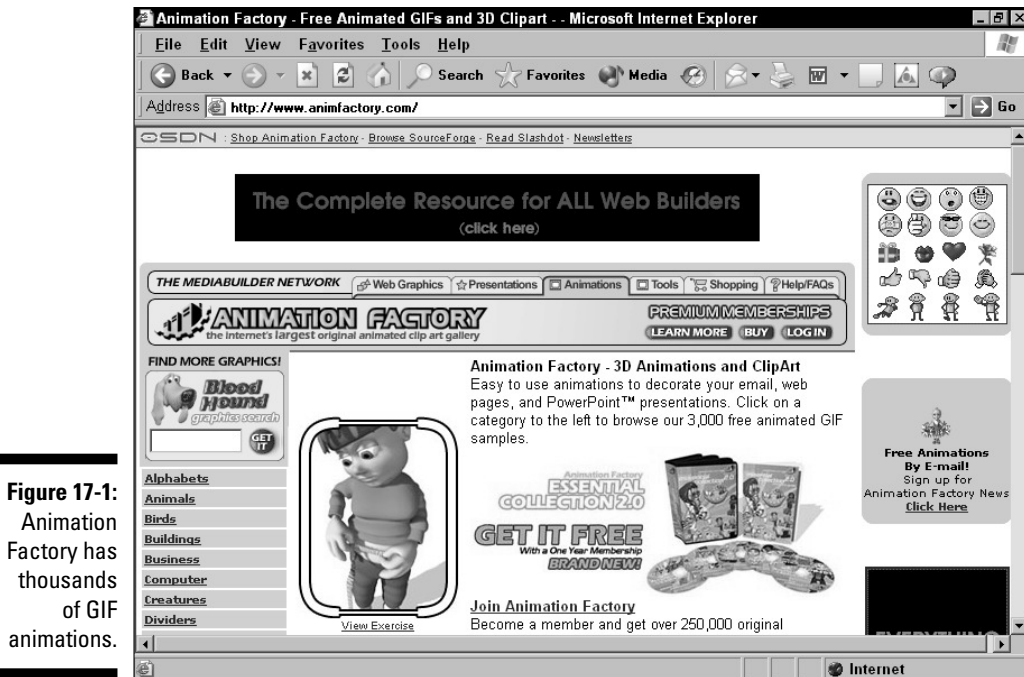 Animation Factory - Free Animated GIFs and 3D Clipart - - Microsoft Internet Explorer
File Edit View Favorites Tools Help
Back Search Favorites Media
Address http://www.animfactory.com/ Go
OSDN : Shop Animation Factory - Browse SourceForge - Read Slashdot - Newsletters
The Complete Resource for ALL Web Builders
(click here)
THE MEDIABUILDER NETWORK Web Graphics Presentations Animations Tools Shopping Help/FAQs
ANIMATION FACTORY
the internet's largest original animated clip art gallery
PREMIUM MEMBERSHIPS
LEARN MORE BUY LOG IN
FIND MORE GRAPHICS!
Blood
Hound
graphics search
GET
IT
Alphabets
Animals
Birds
Buildings
Business
Computer
Creatures
Dividers
View Exercise
Animation Factory - 3D Animations and ClipArt
Easy to use animations to decorate your email, web
pages, and PowerPoint™ presentations. Click on a
category to the left to browse our 3,000 free animated GIF
samples.
Animation Factory
ESSENTIAL
COLLECTION 2.0
GET IT FREE
With a One Year Membership
BRAND NEW!
Join Animation Factory
Become a member and get over 250,000 original
Free Animations
By E-mail!
Sign up for
Animation Factory News
Click Here
EVERYTHING
Internet
Figure 17-1:
Animation
Factory has
thousands
of GIF
animations.